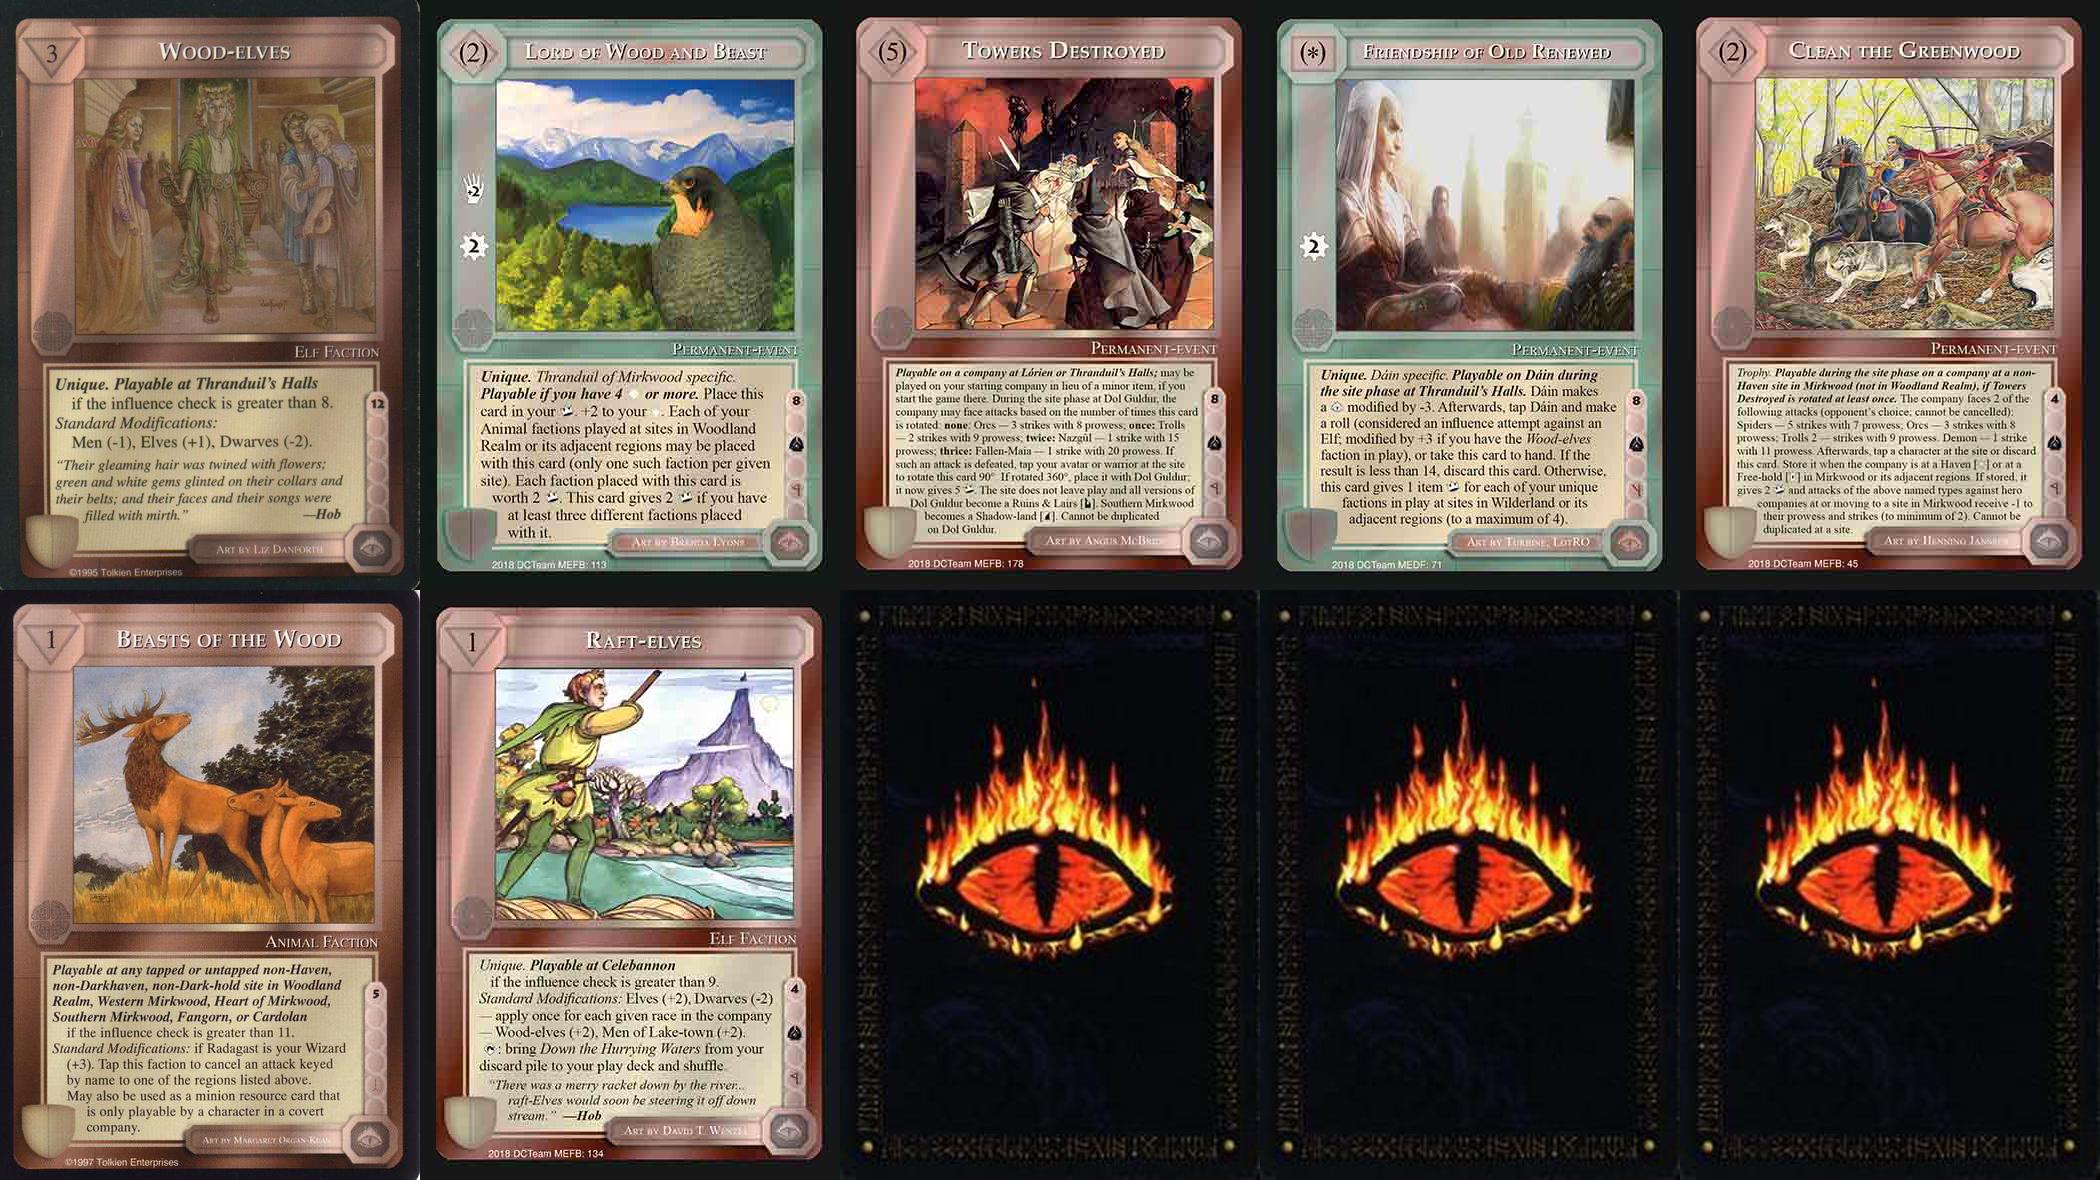 3
WOOD-ELVES
ELF FACTION
Unique. Playable at Thranduil's Halls
if the influence check is greater than 8.
Standard Modifications:
Men (-1), Elves (+1), Dwarves (-2).
"Their gleaming hair was twined with flowers;
green and white gems glinted on their collars and
their belts; and their faces and their songs were
filled with mirth." —Hob
12
ART BY LIZ DANFORTH
©1995 Tolkien Enterprises
(2)
LORD OF WOOD AND BEAST
+2
2
PERMANENT-EVENT
Unique. Thranduil of Mirkwood specific.
Playable if you have 4 or more. Place this
card in your . +2 to your . Each of your
Animal factions played at sites in Woodland
Realm or its adjacent regions may be placed
with this card (only one such faction per given
site). Each faction placed with this card is
worth 2 . This card gives 2 if you have
at least three different factions placed
with it.
8
ART BY BRENDA LYONS
2018 DCTeam MEFB: 113
(5)
TOWERS DESTROYED
PERMANENT-EVENT
Playable on a company at Lórien or Thranduil's Halls; may be
played on your starting company in lieu of a minor item, if you
start the game there. During the site phase at Dol Guldur, the
company may face attacks based on the number of times this card
is rotated: none: Orcs — 3 strikes with 8 prowess; once: Trolls
— 2 strikes with 9 prowess; twice: Nazgûl — 1 strike with 15
prowess; thrice: Fallen-Maia — 1 strike with 20 prowess. If
such an attack is defeated, tap your avatar or warrior at the site
to rotate this card 90°. If rotated 360°, place it with Dol Guldur;
it now gives 5 . The site does not leave play and all versions of
Dol Guldur become a Ruins & Lairs [ ]. Southern Mirkwood
becomes a Shadow-land [ ]. Cannot be duplicated
on Dol Guldur.
8
ART BY ANGUS MCBRIDE
2018 DCTeam MEFB: 178
(*)
FRIENDSHIP OF OLD RENEWED
2
PERMANENT-EVENT
Unique. Dáin specific. Playable on Dáin during
the site phase at Thranduil's Halls. Dáin makes
a modified by -3. Afterwards, tap Dáin and make
a roll (considered an influence attempt against an
Elf; modified by +3 if you have the Wood-elves
faction in play), or take this card to hand. If the
result is less than 14, discard this card. Otherwise,
this card gives 1 item for each of your unique
factions in play at sites in Wilderland or its
adjacent regions (to a maximum of 4).
8
ART BY TURBINE, LOTRO
2018 DCTeam MEDF: 71
(2)
CLEAN THE GREENWOOD
PERMANENT-EVENT
Trophy. Playable during the site phase on a company at a non-
Haven site in Mirkwood (not in Woodland Realm), if Towers
Destroyed is rotated at least once. The company faces 2 of the
following attacks (opponent's choice; cannot be cancelled):
Spiders — 5 strikes with 7 prowess; Orcs — 3 strikes with 8
prowess; Trolls 2 — strikes with 9 prowess. Demon — 1 strike
with 11 prowess. Afterwards, tap a character at the site or discard
this card. Store it when the company is at a Haven [ ] or at a
Free-hold [ ] in Mirkwood or its adjacent regions. If stored, it
gives 2 and attacks of the above named types against hero
companies at or moving to a site in Mirkwood receive -1 to
their prowess and strikes (to minimum of 2). Cannot be
duplicated at a site.
4
ART BY HENNING JANSSEN
2018 DCTeam MEFB: 45
1
BEASTS OF THE WOOD
ANIMAL FACTION
Playable at any tapped or untapped non-Haven,
non-Darkhaven, non-Dark-hold site in Woodland
Realm, Western Mirkwood, Heart of Mirkwood,
Southern Mirkwood, Fangorn, or Cardolan
if the influence check is greater than 11.
Standard Modifications: if Radagast is your Wizard
(+3). Tap this faction to cancel an attack keyed
by name to one of the regions listed above.
May also be used as a minion resource card that
is only playable by a character in a covert
company.
5
ART BY MARGARET ORGAN-KEAN
©1997 Tolkien Enterprises
1
RAFT-ELVES
ELF FACTION
Unique. Playable at Celebannon
if the influence check is greater than 9.
Standard Modifications: Elves (+2), Dwarves (-2)
— apply once for each given race in the company
— Wood-elves (+2), Men of Lake-town (+2).
: bring Down the Hurrying Waters from your
discard pile to your play deck and shuffle.
"There was a merry racket down by the river...
raft-Elves would soon be steering it off down
stream." —Hob
4
ART BY DAVID T. WENZEL
2018 DCTeam MEFB: 134